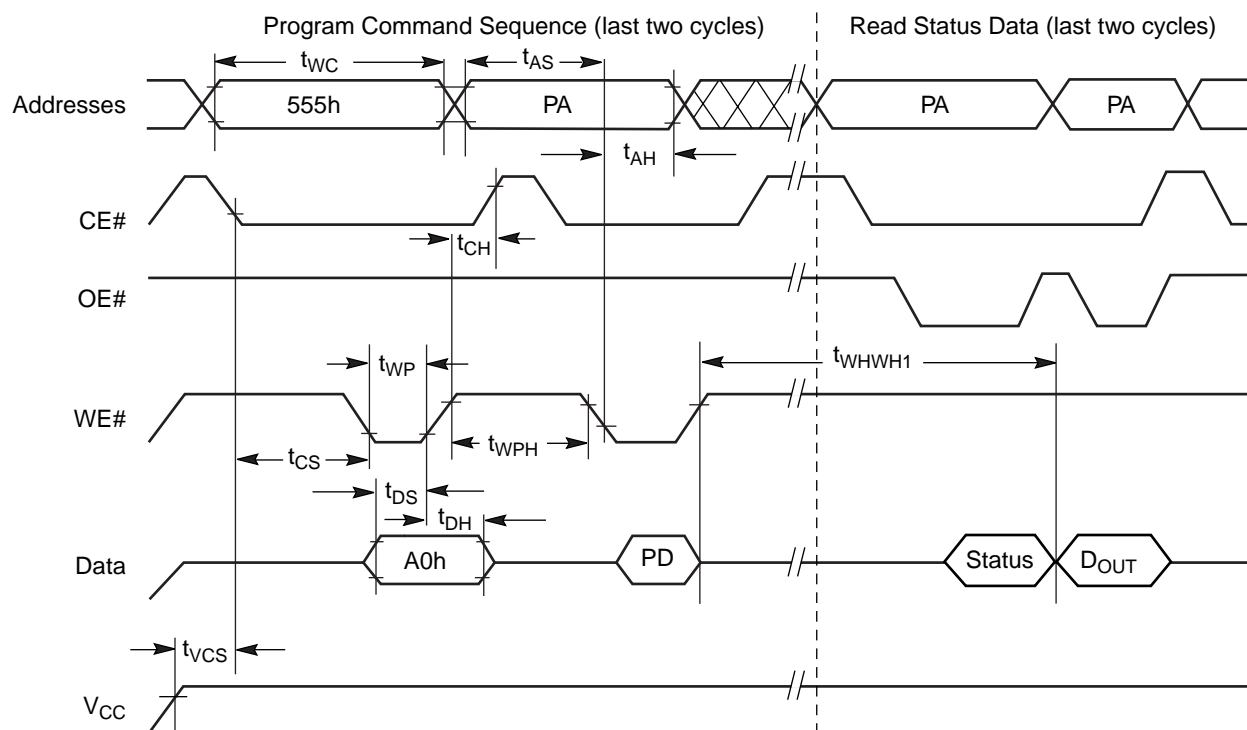 Program Command Sequence (last two cycles)
Read Status Data (last two cycles)
tWC
tAS
Addresses
555h
PA
PA
PA
tAH
CE#
tCH
OE#
tWP
tWHWH1
WE#
tCS
tWPH
tDS
tDH
Data
A0h
PD
Status
DOUT
tVCS
VCC